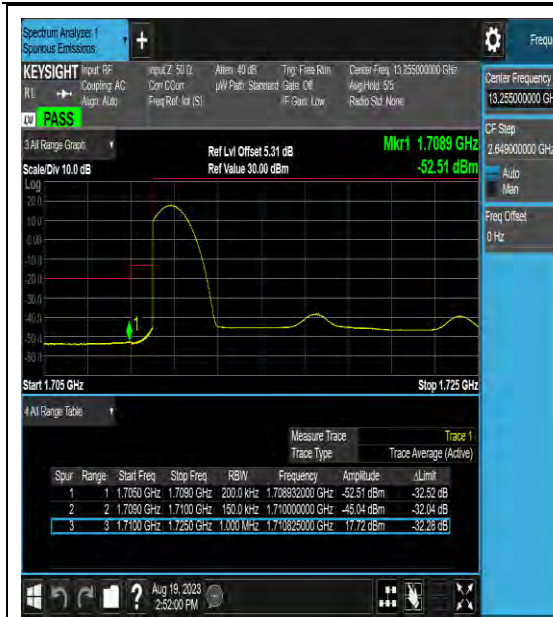 Spectrum Analyzer 1
Spurious Emissions
+
Frequ
KEYSIGHT Input: RF Input Z: 50 Ω Atten: 40 dB Trig: Free Run Center Freq: 13.255000000 GHz
RL Coupling: AC Corr CCorr µW Path: Standard Gate: Off Avg|Hold: 5/5
Align: Auto Freq Ref: Int (S) IF Gain: Low Radio Std: None
LV PASS
3 All Range Graph
Ref Lvl Offset 5.31 dB Mkr1 1.7089 GHz
Scale/Div 10.0 dB Ref Value 30.00 dBm -52.51 dBm
Log
20.0
10.0
0.00
-10.0
-20.0
-30.0
-40.0
-50.0
-60.0
1
Start 1.705 GHz Stop 1.725 GHz
4 All Range Table
Measure Trace Trace 1
Trace Type Trace Average (Active)
Spur Range Start Freq Stop Freq RBW Frequency Amplitude ΔLimit
1 1 1.7050 GHz 1.7090 GHz 200.0 kHz 1.708932000 GHz -52.51 dBm -32.52 dB
2 2 1.7090 GHz 1.7100 GHz 150.0 kHz 1.710000000 GHz -45.04 dBm -32.04 dB
3 3 1.7100 GHz 1.7250 GHz 1.000 MHz 1.710825000 GHz 17.72 dBm -32.28 dB
Center Frequency
13.255000000 GH
CF Step
2.649000000 GHz
Auto
Man
Freq Offset
0 Hz
? Aug 19, 2023
2:52:00 PM